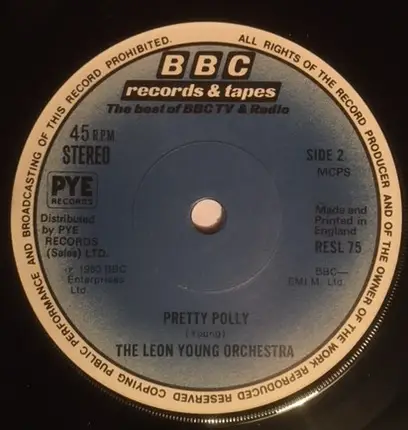 ALL RIGHTS OF THE RECORD PRODUCER AND OF THE OWNER OF THE WORK REPRODUCED RESERVED COPYING PUBLIC PERFORMANCE AND BROADCASTING OF THIS RECORD PROHIBITED.
BBC
records & tapes
The best of BBC TV & Radio
45 RPM
STEREO
SIDE 2
MCPS
PYE
RECORDS
Distributed
by PYE
RECORDS
(Sales) LTD.
℗ 1980 BBC
Enterprises
Ltd
Made and
Printed in
England
RESL 75
BBC—
EMI M. Ltd
PRETTY POLLY
(Young)
THE LEON YOUNG ORCHESTRA